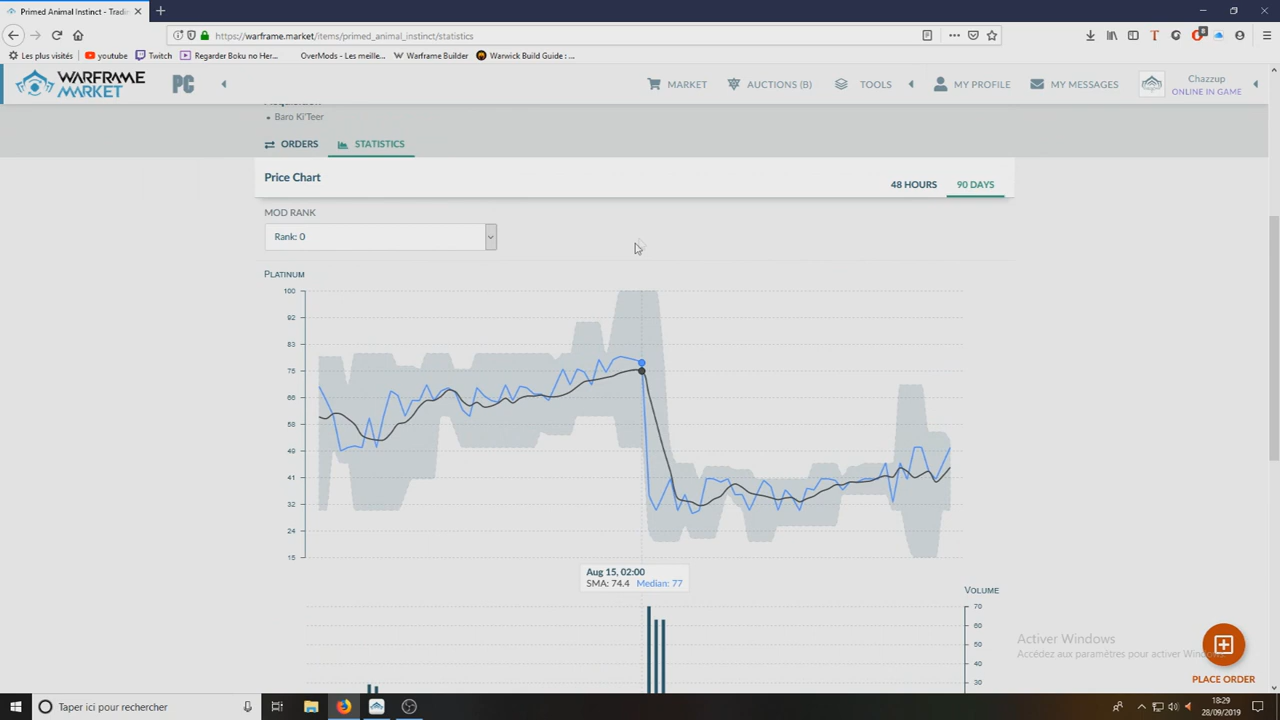 Primed Animal Instinct - Tradi
https://warframe.market/items/primed_animal_instinct/statistics
Les plus visités
youtube
Twitch
Regarder Boku no Her...
OverMods - Les meille...
Warframe Builder
Warwick Build Guide : ...
WARFRAME
MARKET
PC
MARKET
AUCTIONS (B)
TOOLS
MY PROFILE
MY MESSAGES
Chazzup
ONLINE IN GAME
Acquisition
Baro Ki'Teer
ORDERS
STATISTICS
Price Chart
48 HOURS
90 DAYS
MOD RANK
Rank: 0
PLATINUM
100
92
83
75
66
58
49
41
32
24
15
Aug 15, 02:00
SMA: 74.4 Median: 77
VOLUME
70
60
50
40
30
Activer Windows
Accédez aux paramètres pour activer Windows.
PLACE ORDER
Taper ici pour rechercher
18:29
28/09/2019